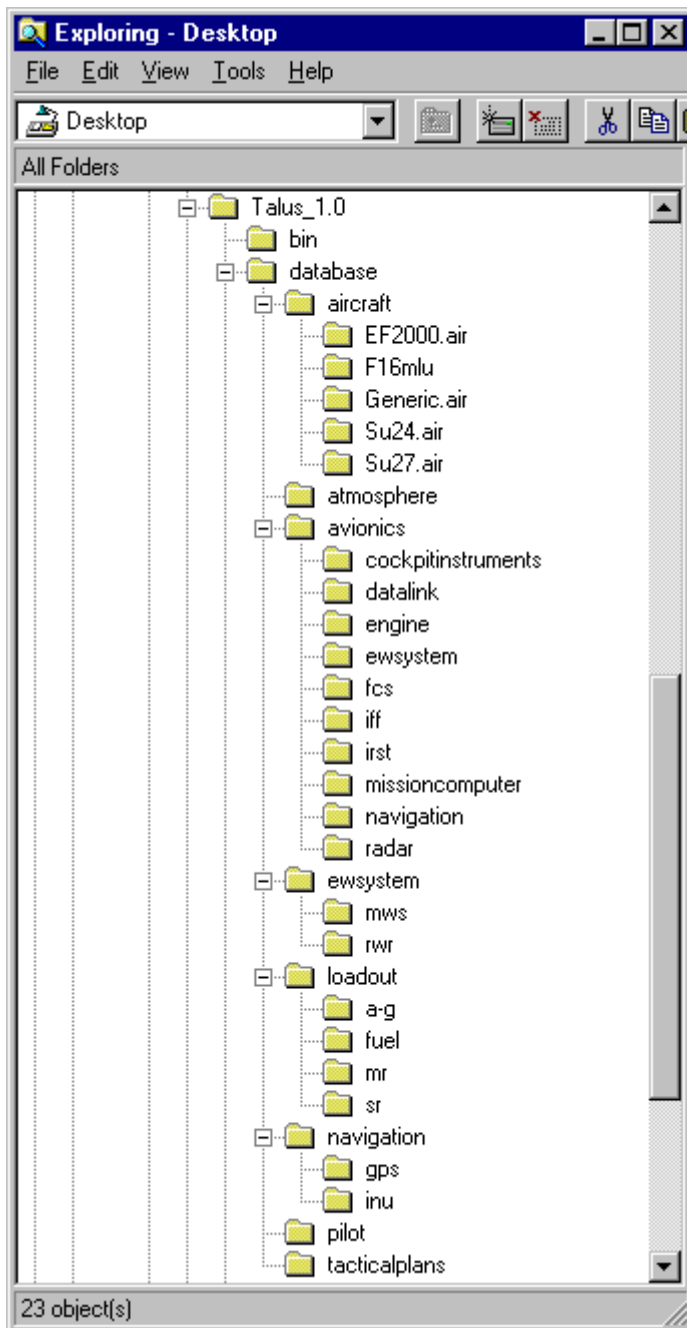 Exploring - Desktop
File Edit View Tools Help
Desktop
All Folders
Talus_1.0
bin
database
aircraft
EF2000.air
F16mlu
Generic.air
Su24.air
Su27.air
atmosphere
avionics
cockpitinstruments
datalink
engine
ewsystem
fcs
iff
irst
missioncomputer
navigation
radar
ewsystem
mws
rwr
loadout
a-g
fuel
mr
sr
navigation
gps
inu
pilot
tacticalplans
23 object(s)